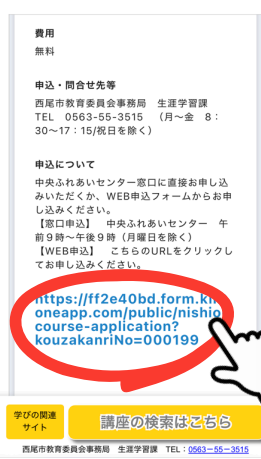 費用
無料
申込・問合せ先等
西尾市教育委員会事務局　生涯学習課
TEL　0563-55-3515　（月～金　8：
30～17：15/祝日を除く）
申込について
中央ふれあいセンター窓口に直接お申し込
みいただくか、WEB申込フォームからお申
し込みください。
【窓口申込】　中央ふれあいセンター　午
前９時～午後９時（月曜日を除く）
【WEB申込】　こちらのURLをクリックし
てお申し込みください。
https://ff2e40bd.form.kin
oneapp.com/public/nishio
course-application?
kouzakanriNo=000199
学びの関連
サイト
講座の検索はこちら
西尾市教育委員会事務局　生涯学習課　TEL：0563－55－3515